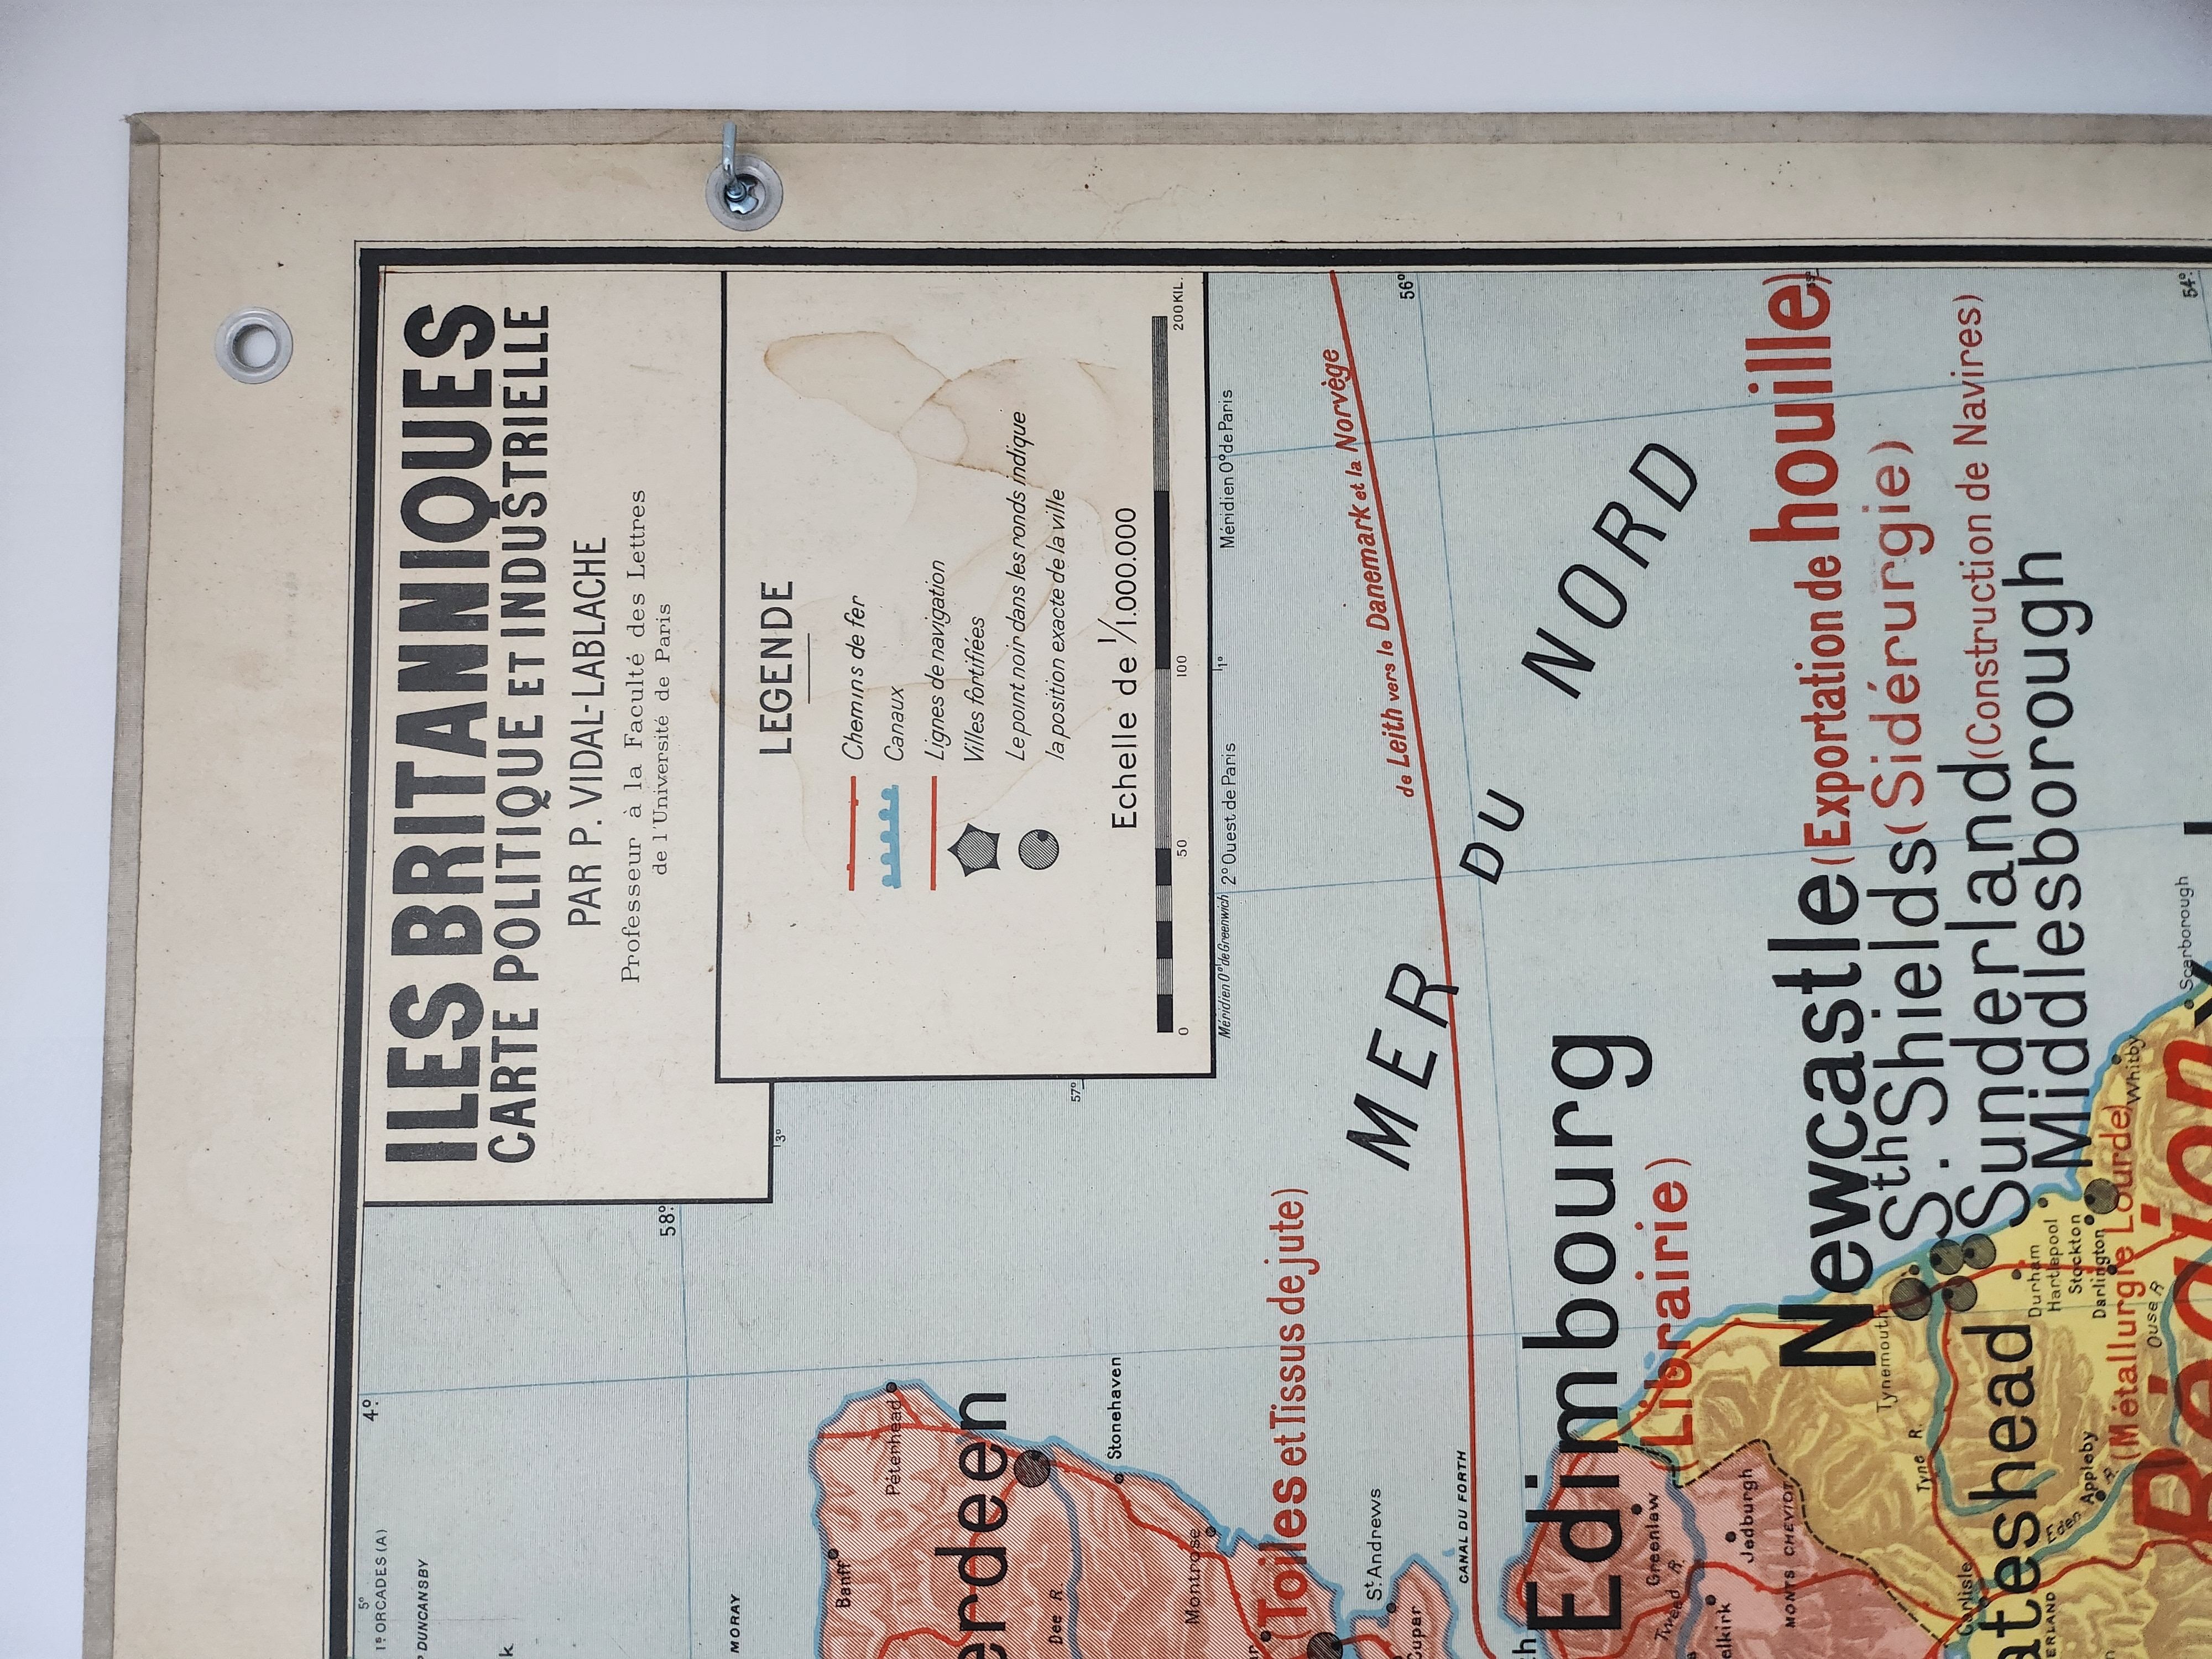 ILES BRITANNIQUES
CARTE POLITIQUE ET INDUSTRIELLE
PAR P. VIDAL-LABLACHE
Professeur à la Faculté des Lettres
de l'Université de Paris
LEGENDE
Chemins de fer
Canaux
Lignes de navigation
Villes fortifiées
Le point noir dans les ronds indique
la position exacte de la ville
Echelle de 1/1.000.000
0 50 100 200 KIL.
Méridien 0° de Greenwich 2° Ouest de Paris 1° Méridien 0° de Paris
5° 4° 3°
58°
57°
56°
54°
Iᵉˢ ORCADES (A)
DUNCANSBY
MORAY
Banff
Péterhead
erdeen
Dee R.
Stonehaven
Montrose
Toiles et Tissus de jute)
St Andrews
Cupar
de Leith vers le Danemark et la Norvège
CANAL DU FORTH
MER DU NORD
Edimbourg
(Librairie)
Greenlaw
Tweed R.
elkirk
Jedburgh
MONTS CHEVIOT
Newcastle (Exportation de houille)
Tynemouth
Sth Shields (Sidérurgie)
Tyne R.
Sunderland (Construction de Navires)
ateshead
Middlesborough
Carlisle
Durham
Hartlepool
Stockton
Darlington
Eden R.
Appleby
(Métallurgie Lourde)
Whitby
Ouse R
Scarborough
Région